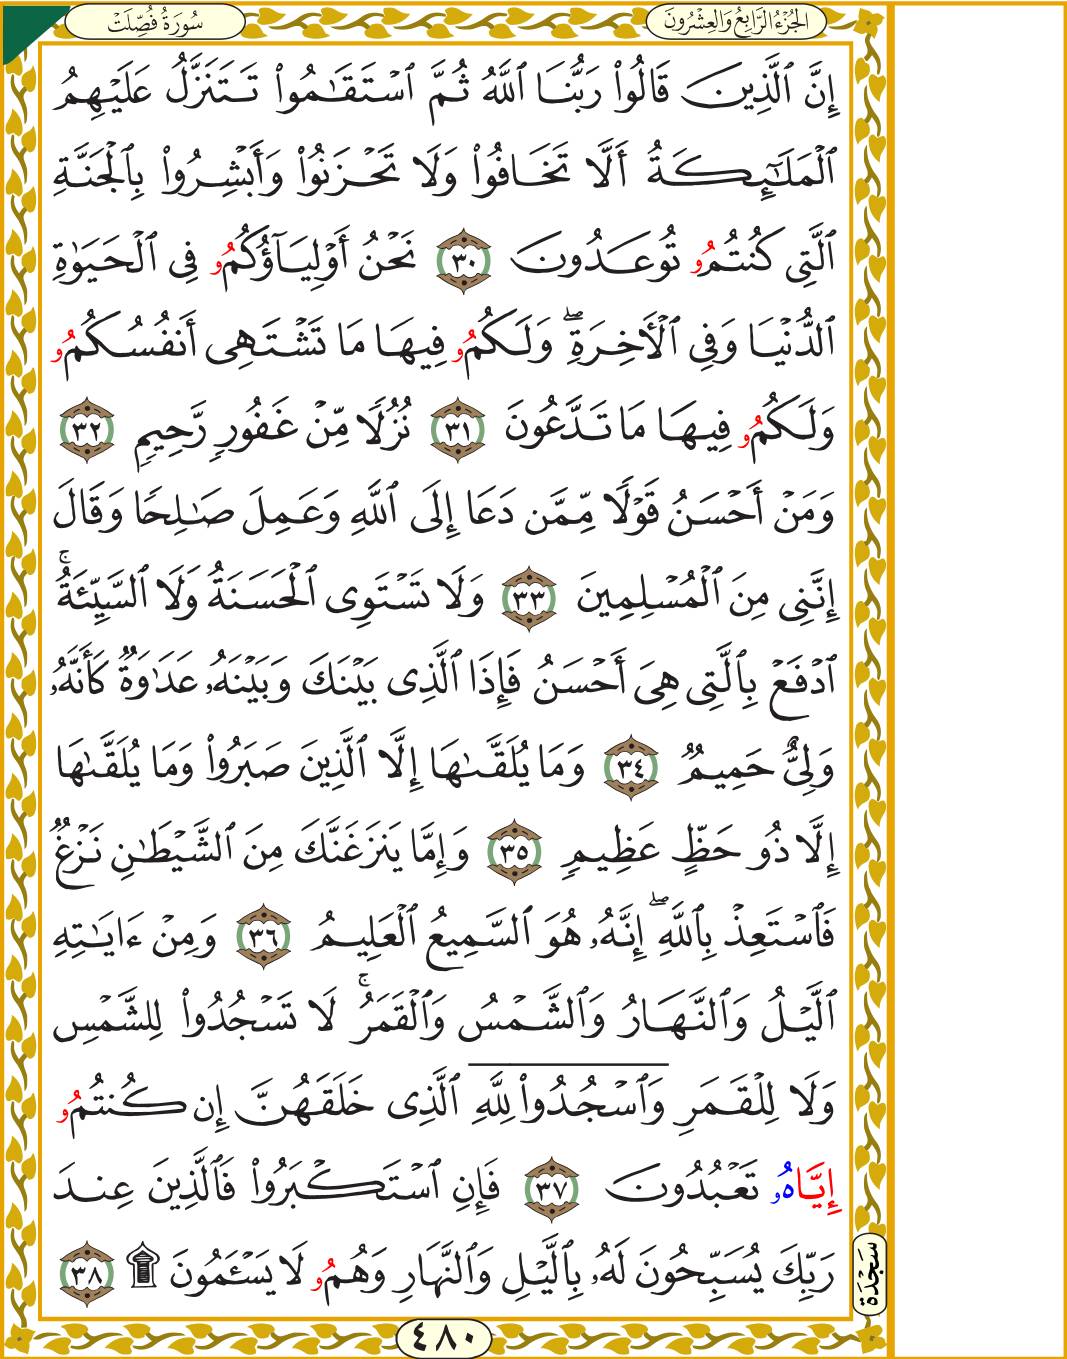 الجُزْءُ الرَّابِعُ وَالعِشْرُونَ
سُورَةُ فُصِّلَتْ
إِنَّ ٱلَّذِينَ قَالُوا۟ رَبُّنَا ٱللَّهُ ثُمَّ ٱسْتَقَـٰمُوا۟ تَتَنَزَّلُ عَلَيْهِمُ
ٱلْمَلَـٰٓئِكَةُ أَلَّا تَخَافُوا۟ وَلَا تَحْزَنُوا۟ وَأَبْشِرُوا۟ بِٱلْجَنَّةِ
ٱلَّتِى كُنتُمُۥ تُوعَدُونَ ٣٠ نَحْنُ أَوْلِيَآؤُكُمُۥ فِى ٱلْحَيَوٰةِ
ٱلدُّنْيَا وَفِى ٱلْأَخِرَةِۖ وَلَكُمُۥ فِيهَا مَا تَشْتَهِى أَنفُسُكُمُۥ
وَلَكُمُۥ فِيهَا مَا تَدَّعُونَ ٣١ نُزُلًا مِّنْ غَفُورٍ رَّحِيمٍ ٣٢
وَمَنْ أَحْسَنُ قَوْلًا مِّمَّن دَعَا إِلَى ٱللَّهِ وَعَمِلَ صَـٰلِحًا وَقَالَ
إِنَّنِى مِنَ ٱلْمُسْلِمِينَ ٣٣ وَلَا تَسْتَوِى ٱلْحَسَنَةُ وَلَا ٱلسَّيِّئَةُۚ
ٱدْفَعْ بِٱلَّتِى هِىَ أَحْسَنُ فَإِذَا ٱلَّذِى بَيْنَكَ وَبَيْنَهُۥ عَدَٰوَةٌ كَأَنَّهُۥ
وَلِىٌّ حَمِيمٌ ٣٤ وَمَا يُلَقَّىٰهَا إِلَّا ٱلَّذِينَ صَبَرُوا۟ وَمَا يُلَقَّىٰهَا
إِلَّا ذُو حَظٍّ عَظِيمٍ ٣٥ وَإِمَّا يَنزَغَنَّكَ مِنَ ٱلشَّيْطَـٰنِ نَزْغٌ
فَٱسْتَعِذْ بِٱللَّهِۖ إِنَّهُۥ هُوَ ٱلسَّمِيعُ ٱلْعَلِيمُ ٣٦ وَمِنْ ءَايَـٰتِهِ
ٱلَّيْلُ وَٱلنَّهَارُ وَٱلشَّمْسُ وَٱلْقَمَرُۚ لَا تَسْجُدُوا۟ لِلشَّمْسِ
وَلَا لِلْقَمَرِ وَٱسْجُدُوا۟ لِلَّهِ ٱلَّذِى خَلَقَهُنَّ إِن كُنتُمُۥ
إِيَّاهُۥ تَعْبُدُونَ ٣٧ فَإِنِ ٱسْتَكْبَرُوا۟ فَٱلَّذِينَ عِندَ
رَبِّكَ يُسَبِّحُونَ لَهُۥ بِٱلَّيْلِ وَٱلنَّهَارِ وَهُمُۥ لَا يَسْـَٔمُونَ ۩ ٣٨
سَجْدَة
٤٨٠